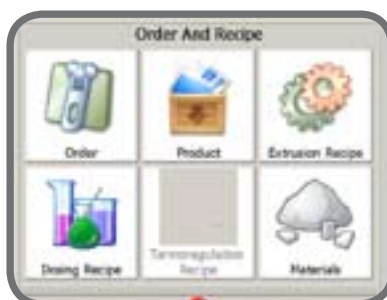 Order And Recipe
Order
Product
Extrusion Recipe
Dosing Recipe
Termoregulation
Recipe
Materials